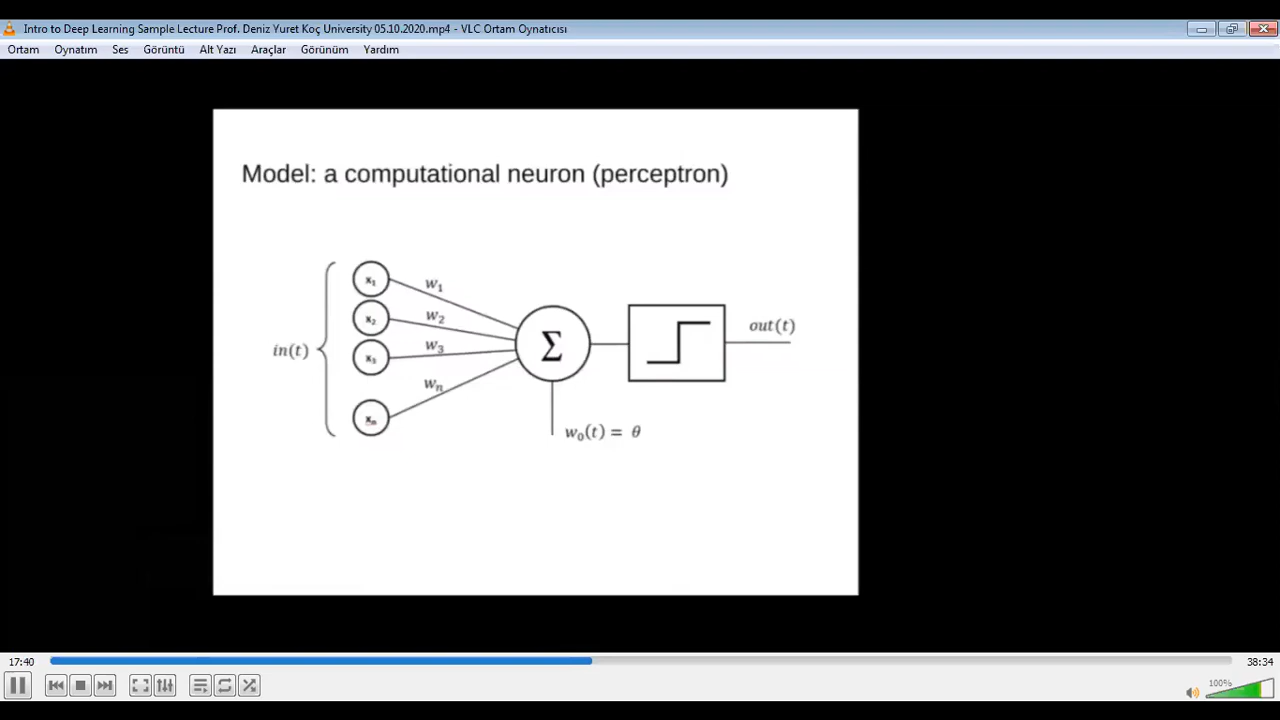 Intro to Deep Learning Sample Lecture Prof. Deniz Yuret Koç University 05.10.2020.mp4 - VLC Ortam Oynatıcısı
Ortam Oynatım Ses Görüntü Alt Yazı Araçlar Görünüm Yardım
Model: a computational neuron (perceptron)
x₁ w₁
x₂ w₂
x₃ w₃
in(t)
wₙ
xₙ
Σ
out(t)
w₀(t) = θ
17:40 38:34
100%